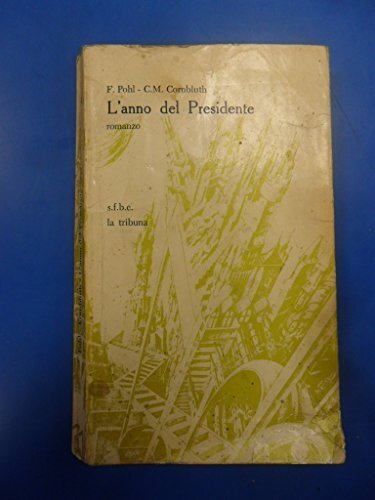 F. Pohl - C.M. Cornbluth
L'anno del Presidente
romanzo
s.f.b.c.
la tribuna